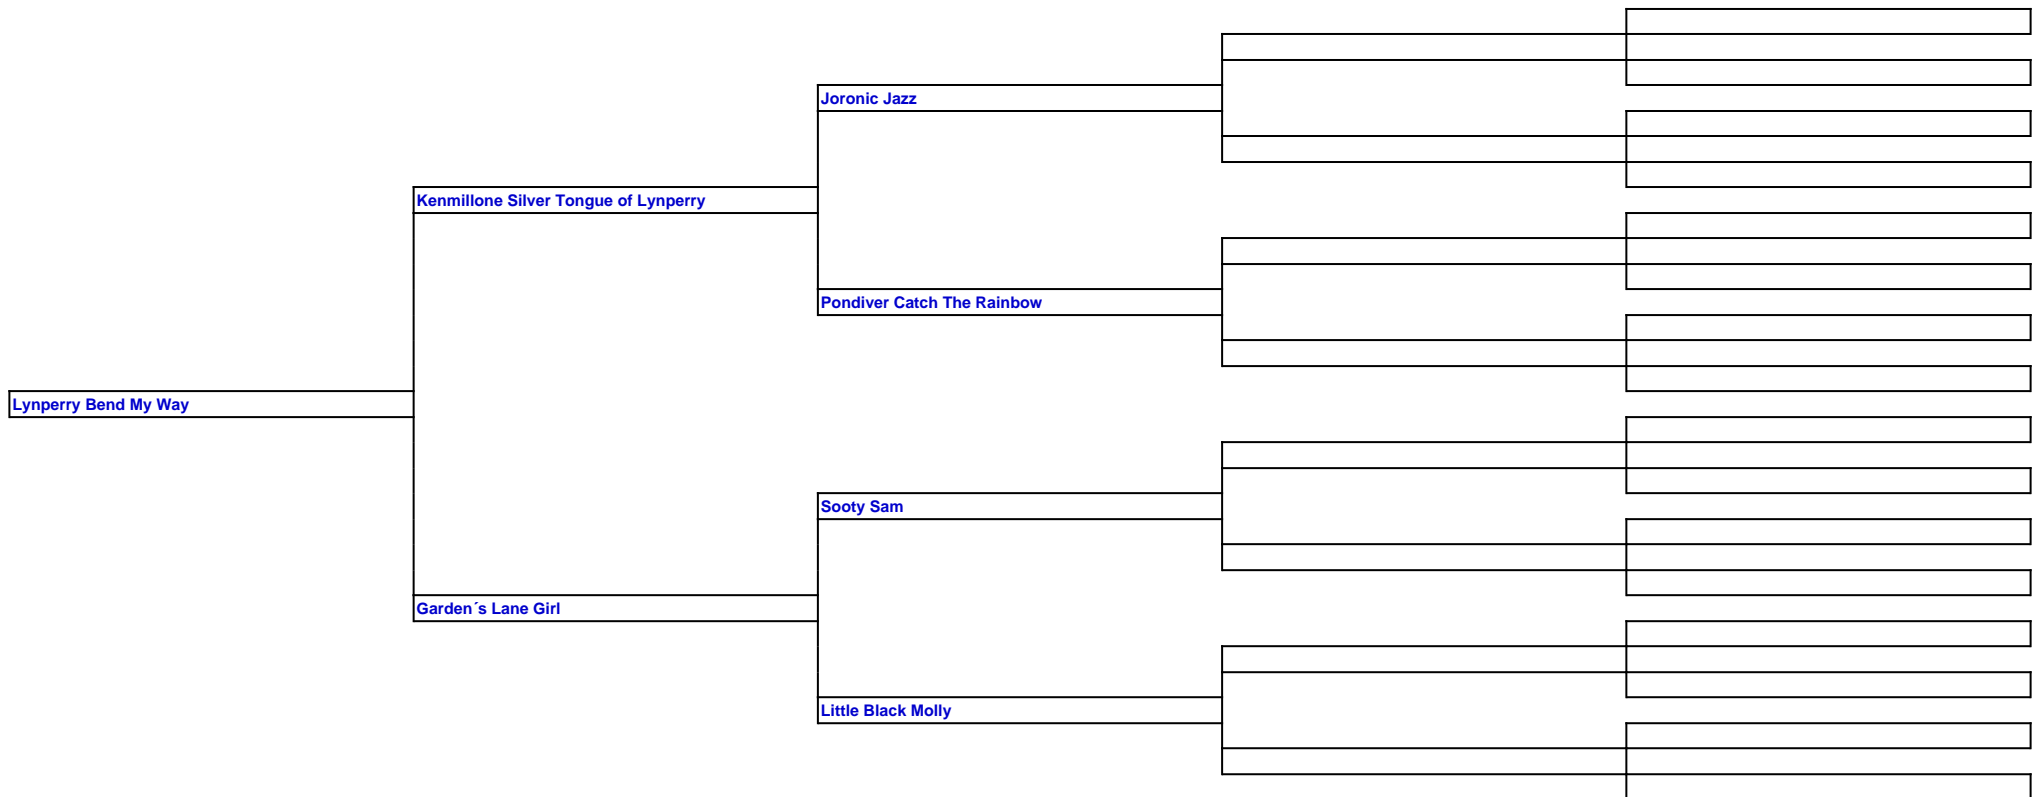 Joronic Jazz
Kenmillone Silver Tongue of Lynperry
Pondiver Catch The Rainbow
Lynperry Bend My Way
Sooty Sam
Garden´s Lane Girl
Little Black Molly